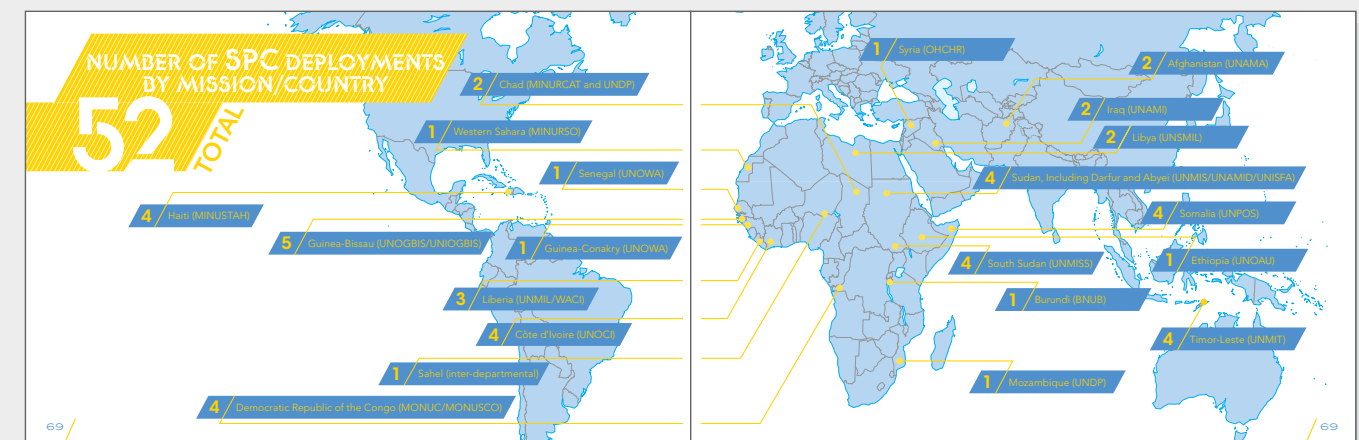 NUMBER OF SPC DEPLOYMENTS
BY MISSION/COUNTRY
52
TOTAL
2 Chad (MINURCAT and UNDP)
1 Western Sahara (MINURSO)
1 Senegal (UNOWA)
4 Haiti (MINUSTAH)
5 Guinea-Bissau (UNOGBIS/UNIOGBIS)
1 Guinea-Conakry (UNOWA)
3 Liberia (UNMIL/WACI)
4 Côte d'Ivoire (UNOCI)
1 Sahel (inter-departmental)
4 Democratic Republic of the Congo (MONUC/MONUSCO)
69
1 Syria (OHCHR)
2 Afghanistan (UNAMA)
2 Iraq (UNAMI)
2 Libya (UNSMIL)
4 Sudan, Including Darfur and Abyei (UNMIS/UNAMID/UNISFA)
4 Somalia (UNPOS)
4 South Sudan (UNMISS)
1 Ethiopia (UNOAU)
1 Burundi (BNUB)
4 Timor-Leste (UNMIT)
1 Mozambique (UNDP)
69